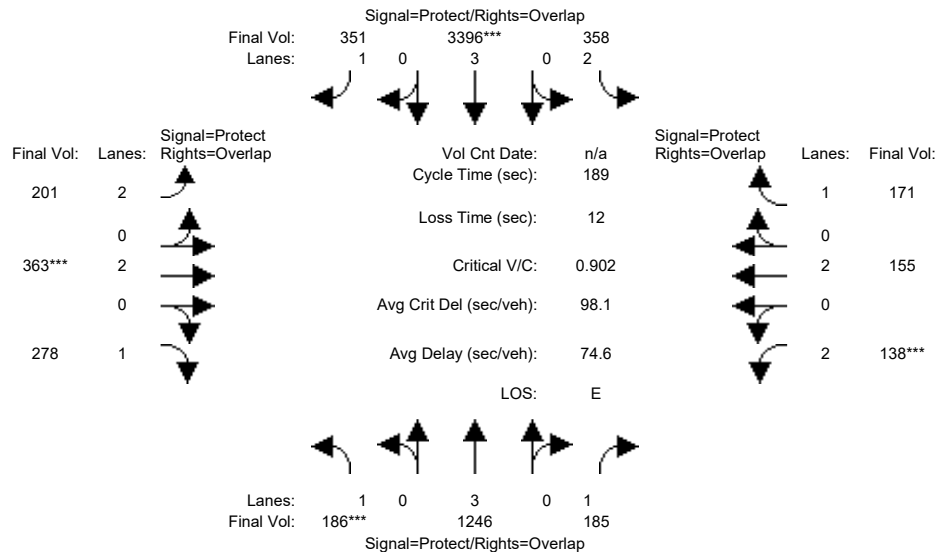 Signal=Protect/Rights=Overlap
Final Vol: 351 3396*** 358
Lanes: 1 0 3 0 2
Signal=Protect Signal=Protect
Final Vol: Lanes: Rights=Overlap Vol Cnt Date: n/a Rights=Overlap Lanes: Final Vol:
Cycle Time (sec): 189
201 2 1 171
Loss Time (sec): 12
0 0
363*** 2 Critical V/C: 0.902 2 155
0 Avg Crit Del (sec/veh): 98.1 0
278 1 Avg Delay (sec/veh): 74.6 2 138***
LOS: E
Lanes: 1 0 3 0 1
Final Vol: 186*** 1246 185
Signal=Protect/Rights=Overlap